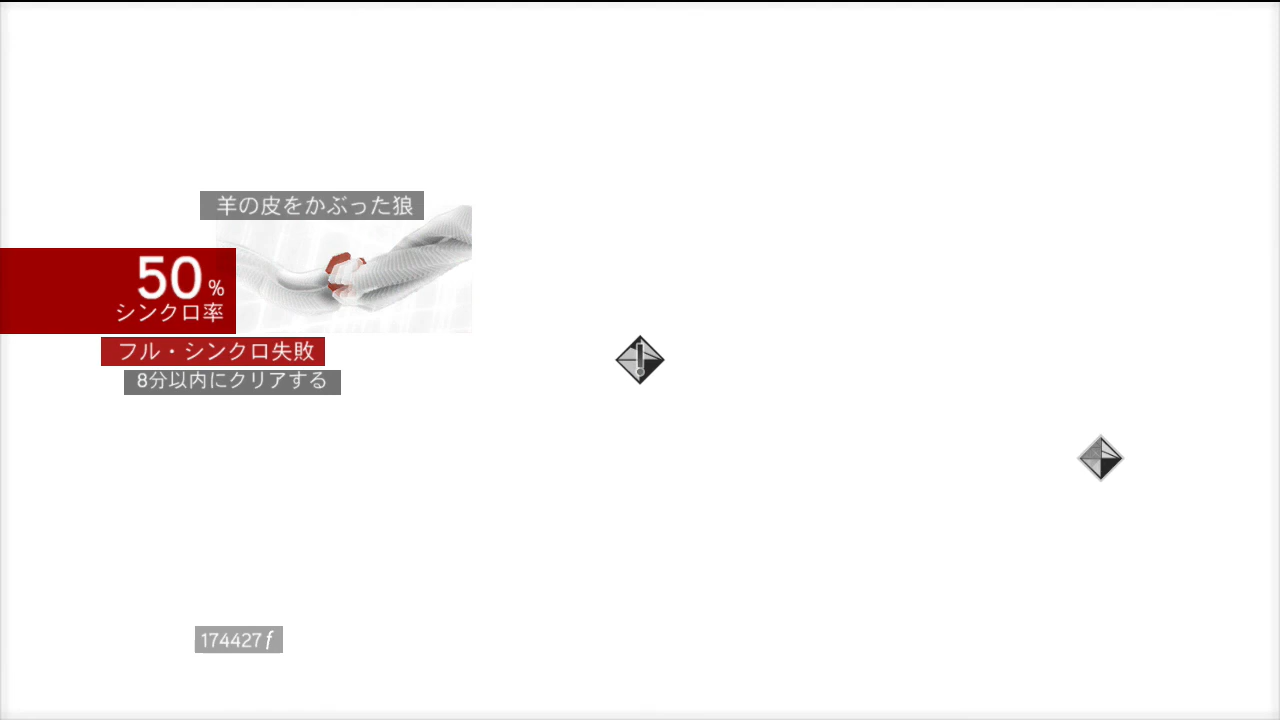 羊の皮をかぶった狼
50%
シンクロ率
フル・シンクロ失敗
8分以内にクリアする
174427ƒ